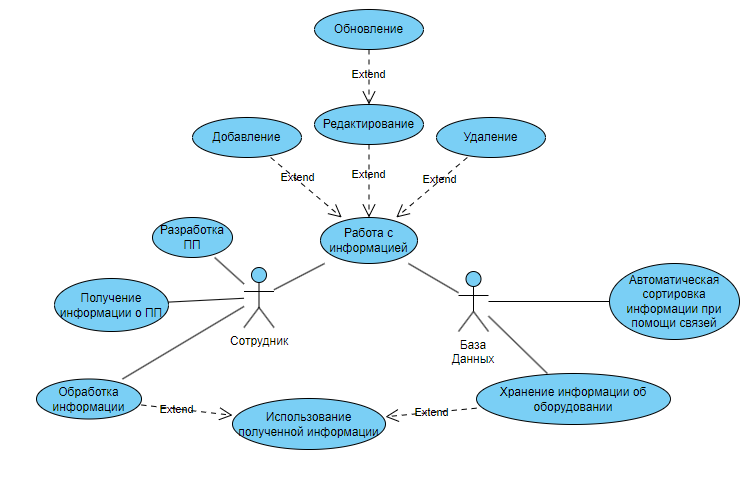 Обновление
Extend
Добавление
Редактирование
Удаление
Extend
Extend
Extend
Разработка
ПП
Работа с
информацией
Получение
информации о ПП
Сотрудник
База
Данных
Автоматическая
сортировка
информации при
помощи связей
Обработка
информации
Extend
Использование
полученной информации
Extend
Хранение информации об
оборудовании